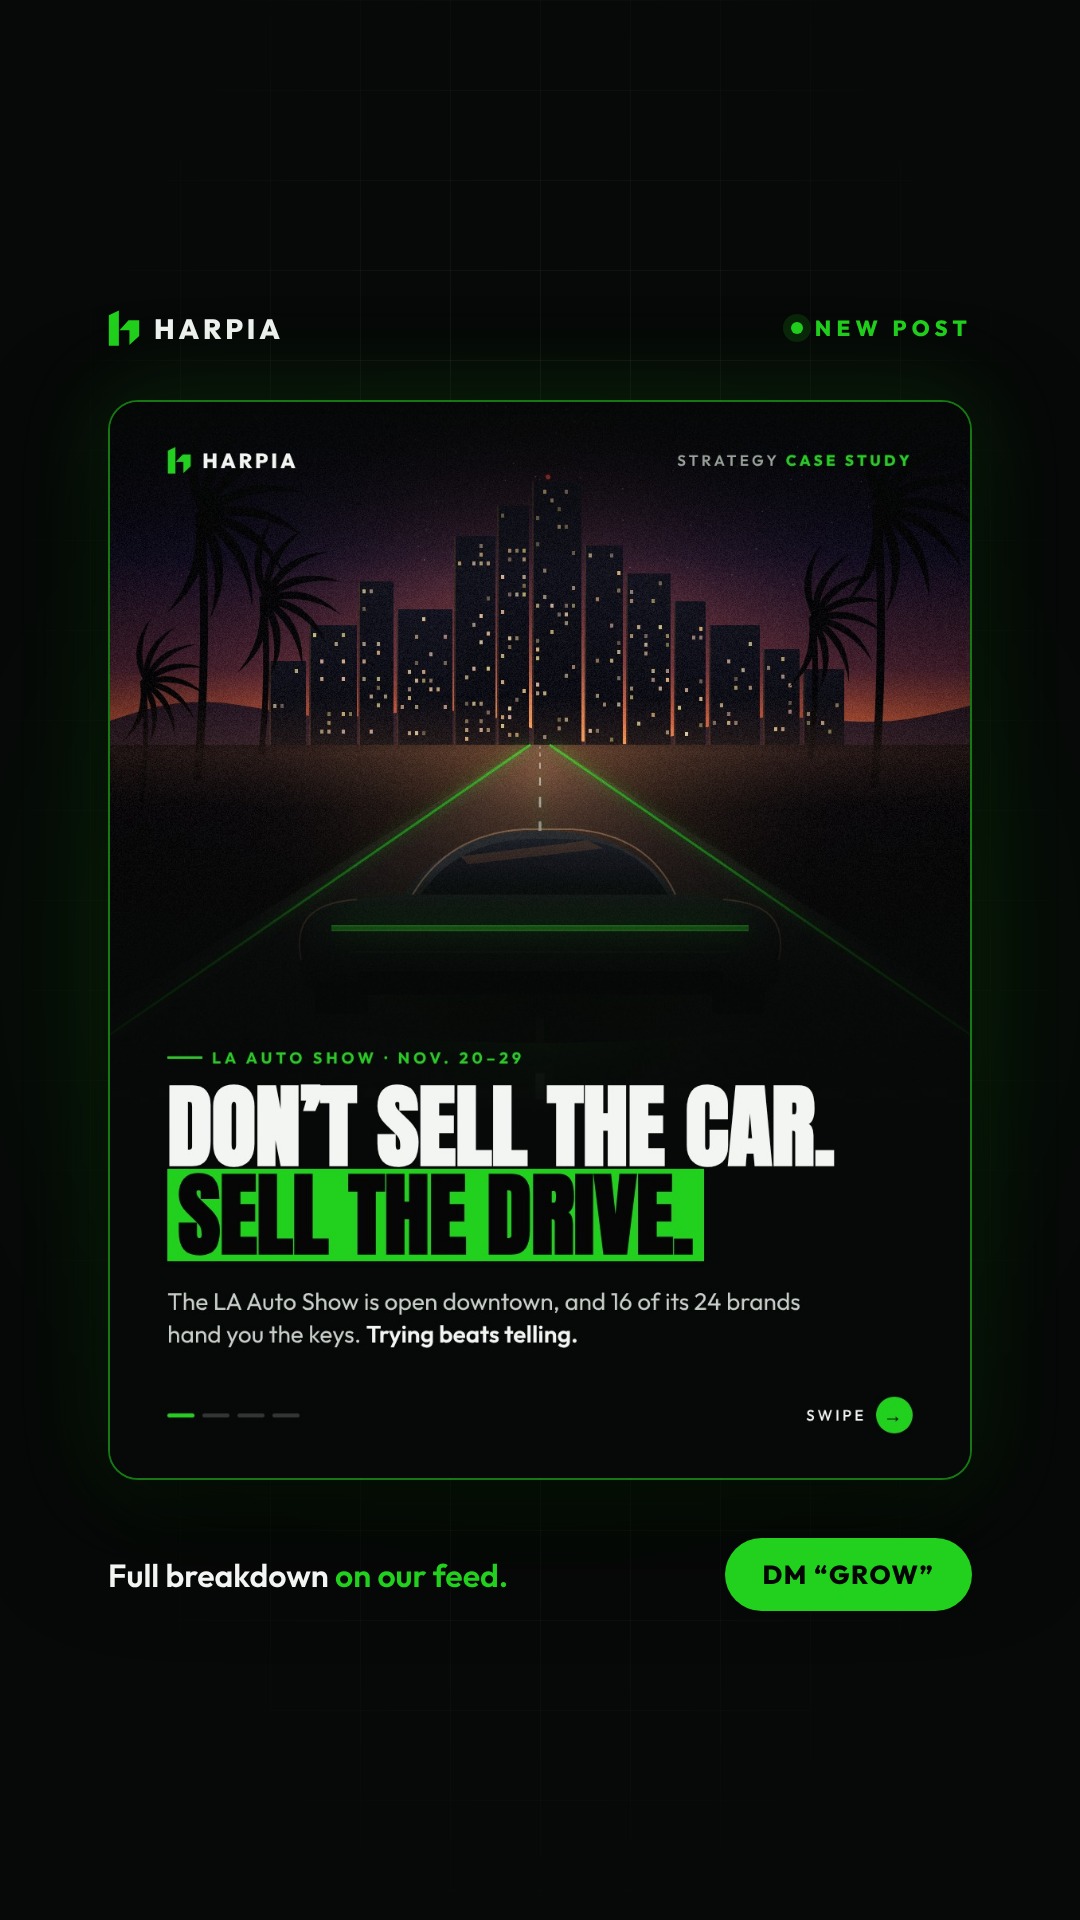 HARPIA
NEW POST
HARPIA
STRATEGY CASE STUDY
LA AUTO SHOW · NOV. 20–29
DON’T SELL THE CAR.
SELL THE DRIVE.
The LA Auto Show is open downtown, and 16 of its 24 brands
hand you the keys. Trying beats telling.
SWIPE →
Full breakdown on our feed.
DM “GROW”